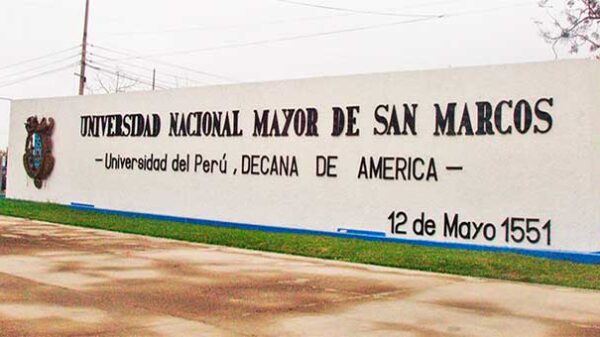 UNIVERSIDAD NACIONAL MAYOR DE SAN MARCOS
– Universidad del Perú, DECANA DE AMERICA –
12 de Mayo 1551